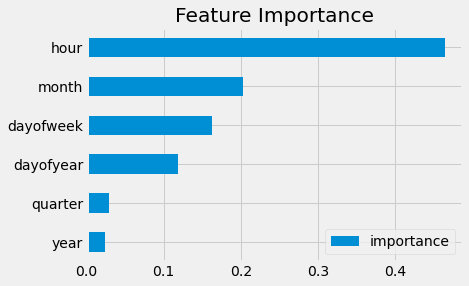 Feature Importance
hour
month
dayofweek
dayofyear
quarter
year
importance
0.0 0.1 0.2 0.3 0.4